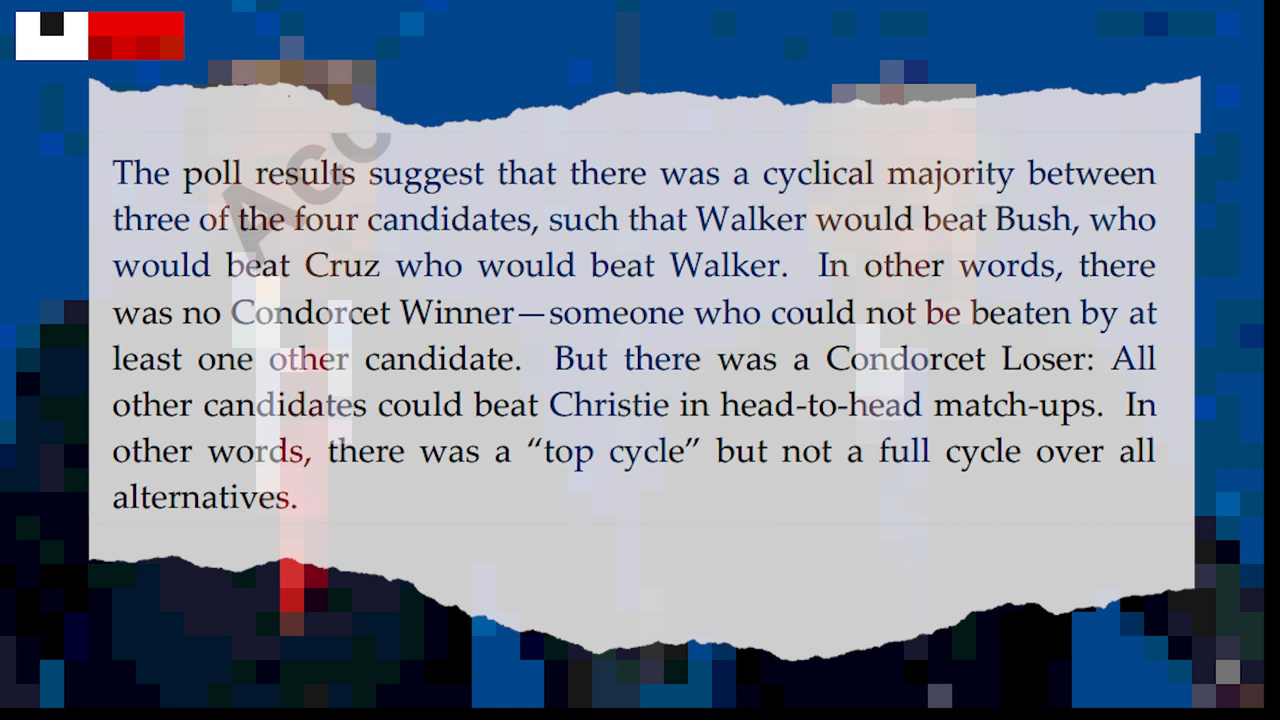 The poll results suggest that there was a cyclical majority between
three of the four candidates, such that Walker would beat Bush, who
would beat Cruz who would beat Walker. In other words, there
was no Condorcet Winner—someone who could not be beaten by at
least one other candidate. But there was a Condorcet Loser: All
other candidates could beat Christie in head-to-head match-ups. In
other words, there was a “top cycle” but not a full cycle over all
alternatives.